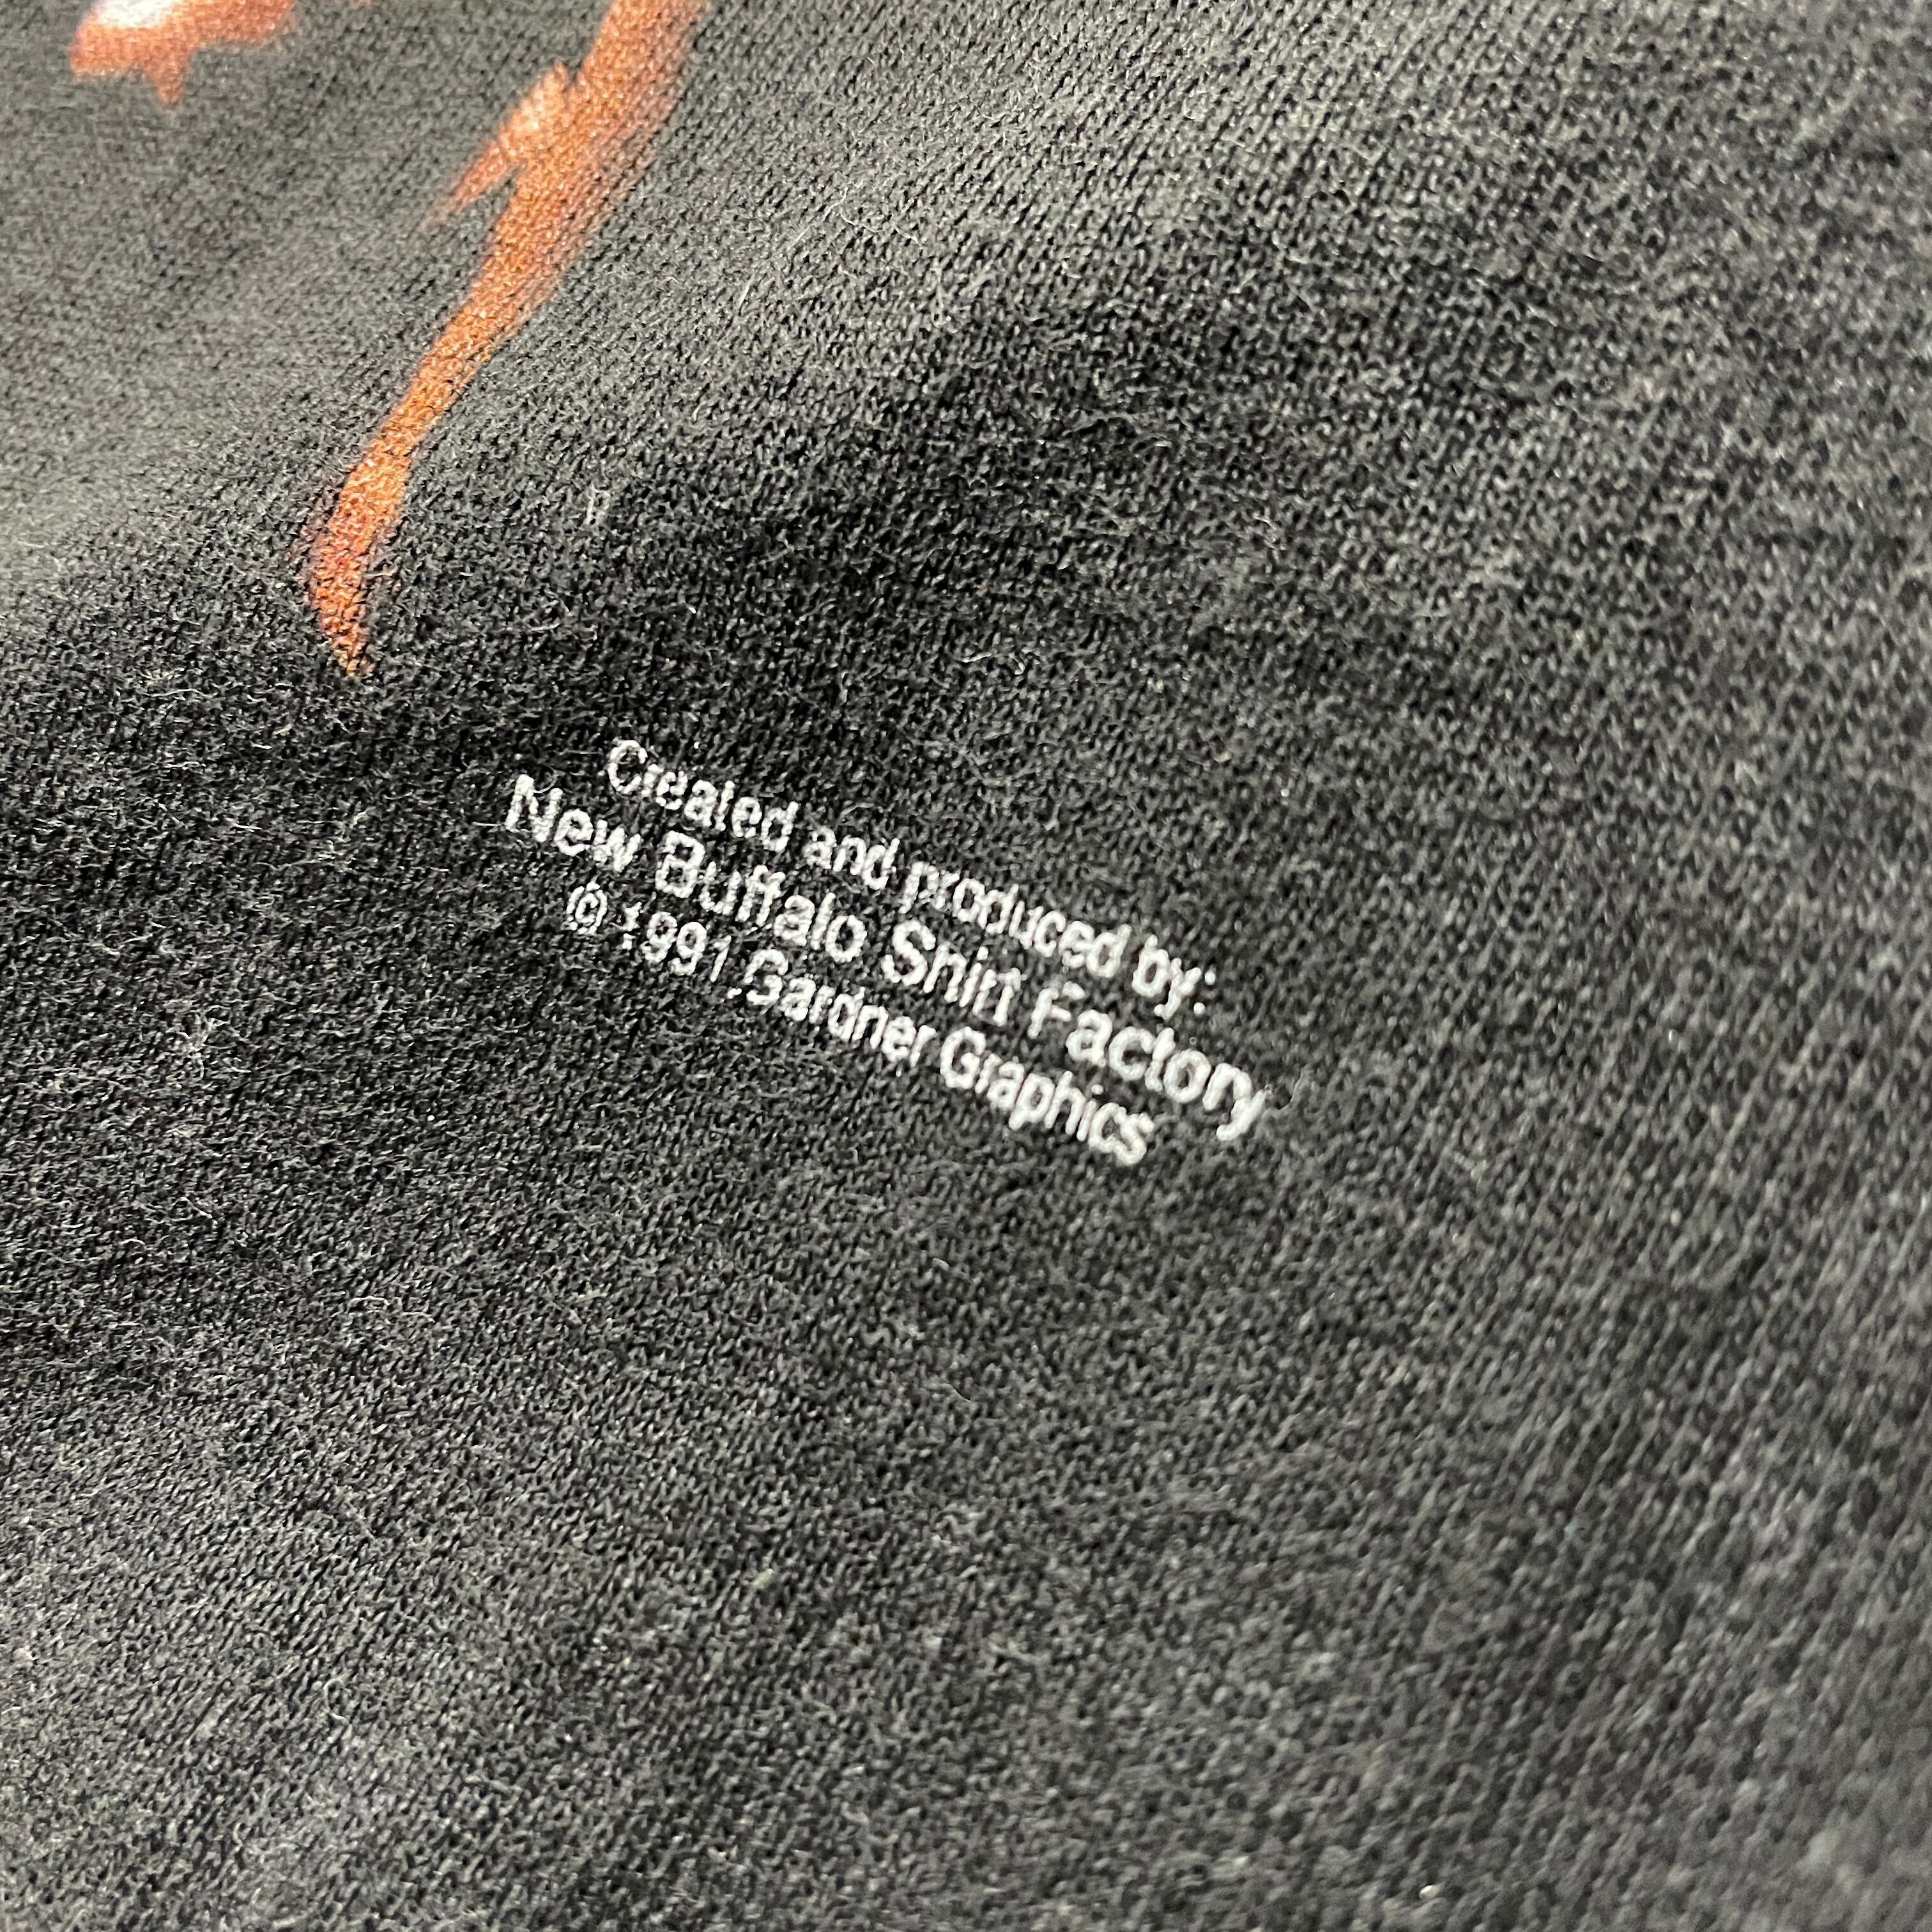 Created and produced by:
New Buffalo Shirt Factory
© 1991 Gardner Graphics